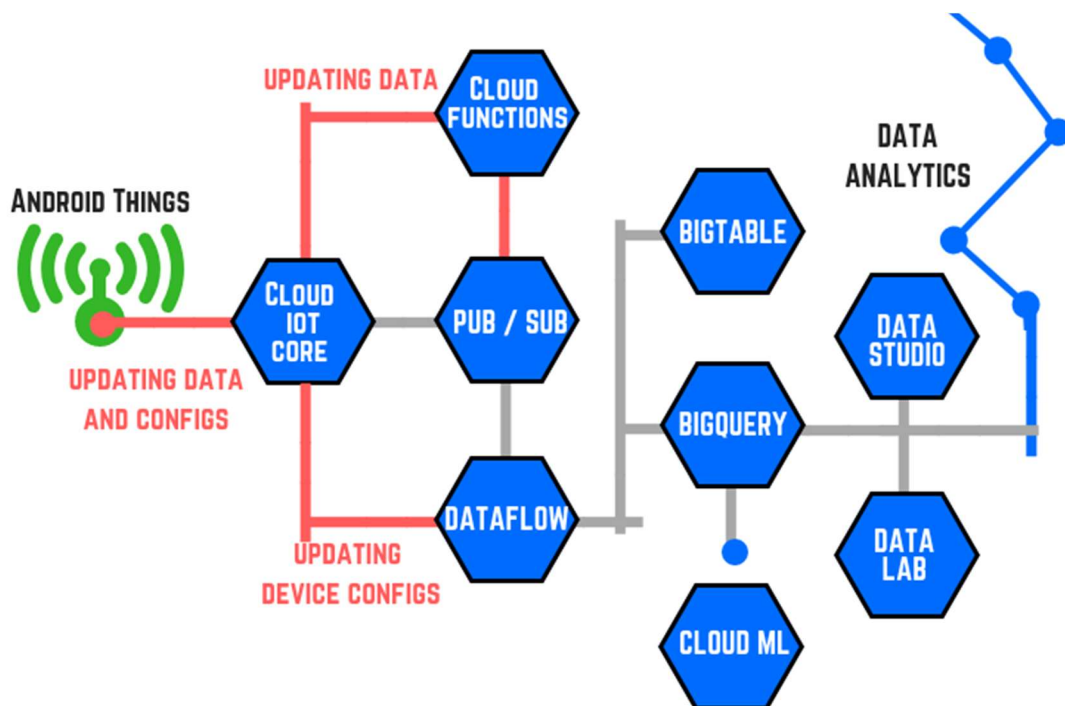 UPDATING DATA
CLOUD
FUNCTIONS
DATA
ANALYTICS
ANDROID THINGS
BIGTABLE
CLOUD
IOT
CORE
PUB / SUB
DATA
STUDIO
UPDATING DATA
AND CONFIGS
BIGQUERY
DATAFLOW
DATA
LAB
UPDATING
DEVICE CONFIGS
CLOUD ML